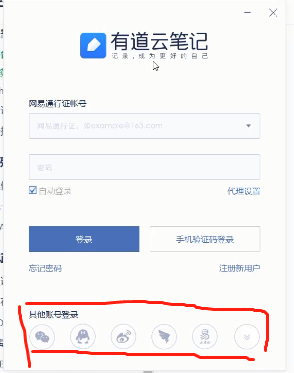 有道云笔记
记录,成为更好的自己
网易通行证帐号
网易通行证，如example@163.com
密码
自动登录 代理设置
登录 手机验证码登录
忘记密码 注册新用户
其他账号登录